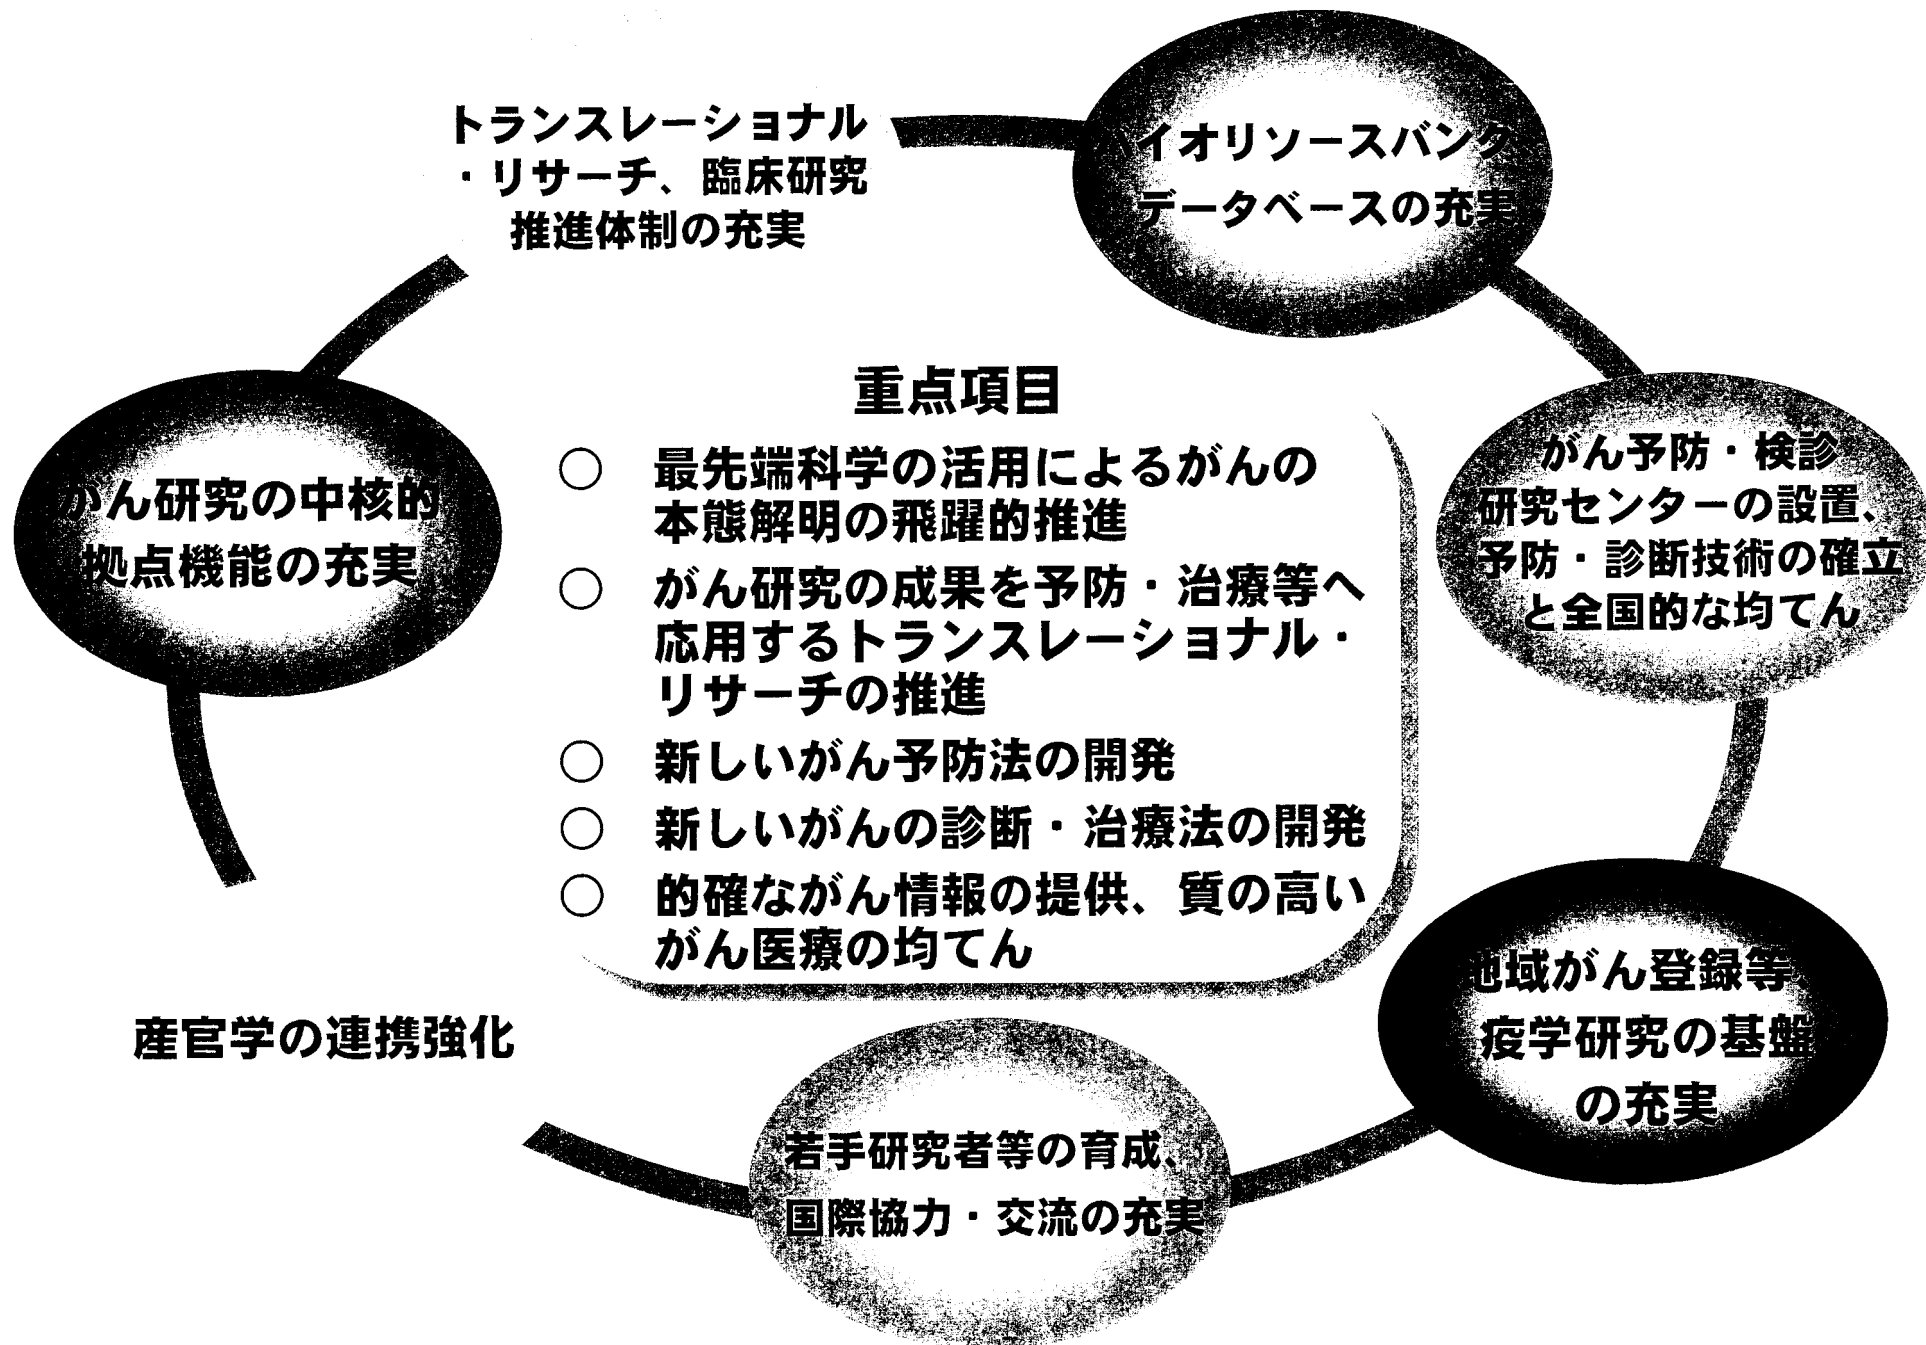 トランスレーショナル
・リサーチ、臨床研究
推進体制の充実
バイオリソースバンク
データベースの充実
がん研究の中核的
拠点機能の充実
重点項目
○ 最先端科学の活用によるがんの
本態解明の飛躍的推進
○ がん研究の成果を予防・治療等へ
応用するトランスレーショナル・
リサーチの推進
○ 新しいがん予防法の開発
○ 新しいがんの診断・治療法の開発
○ 的確ながん情報の提供、質の高い
がん医療の均てん
がん予防・検診
研究センターの設置、
予防・診断技術の確立
と全国的な均てん
地域がん登録等、
疫学研究の基盤
の充実
若手研究者等の育成、
国際協力・交流の充実
産官学の連携強化